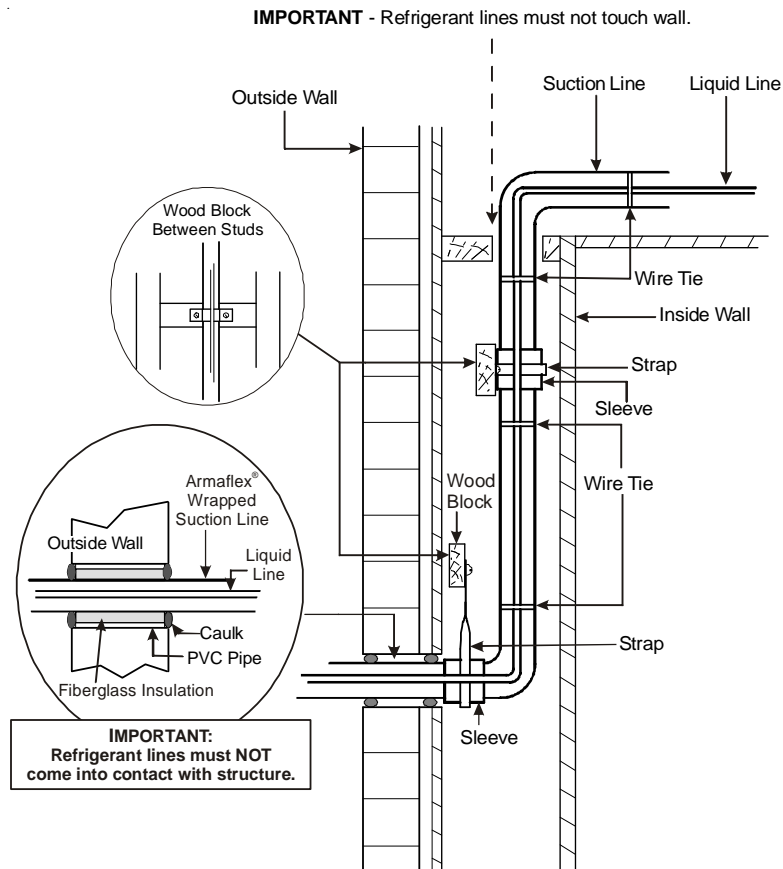 IMPORTANT - Refrigerant lines must not touch wall.
Suction Line
Liquid Line
Outside Wall
Wood Block
Between Studs
Wire Tie
Inside Wall
Strap
Sleeve
Wood
Block
Wire Tie
Armaflex®
Wrapped
Suction Line
Outside Wall
Liquid
Line
Caulk
PVC Pipe
Fiberglass Insulation
Strap
Sleeve
IMPORTANT:
Refrigerant lines must NOT
come into contact with structure.